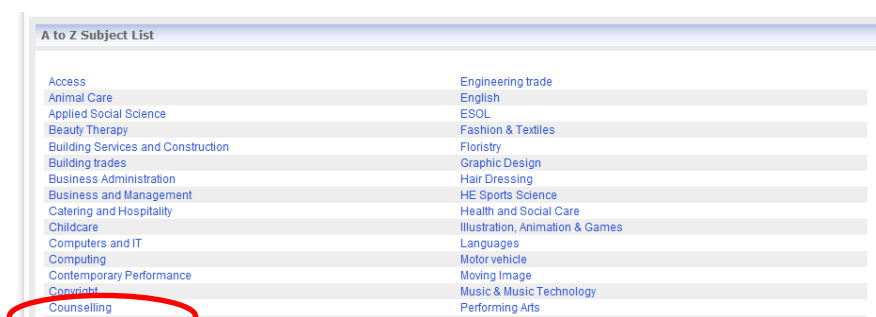 A to Z Subject List
Access
Animal Care
Applied Social Science
Beauty Therapy
Building Services and Construction
Building trades
Business Administration
Business and Management
Catering and Hospitality
Childcare
Computers and IT
Computing
Contemporary Performance
Copyright
Counselling
Engineering trade
English
ESOL
Fashion & Textiles
Floristry
Graphic Design
Hair Dressing
HE Sports Science
Health and Social Care
Illustration, Animation & Games
Languages
Motor vehicle
Moving Image
Music & Music Technology
Performing Arts